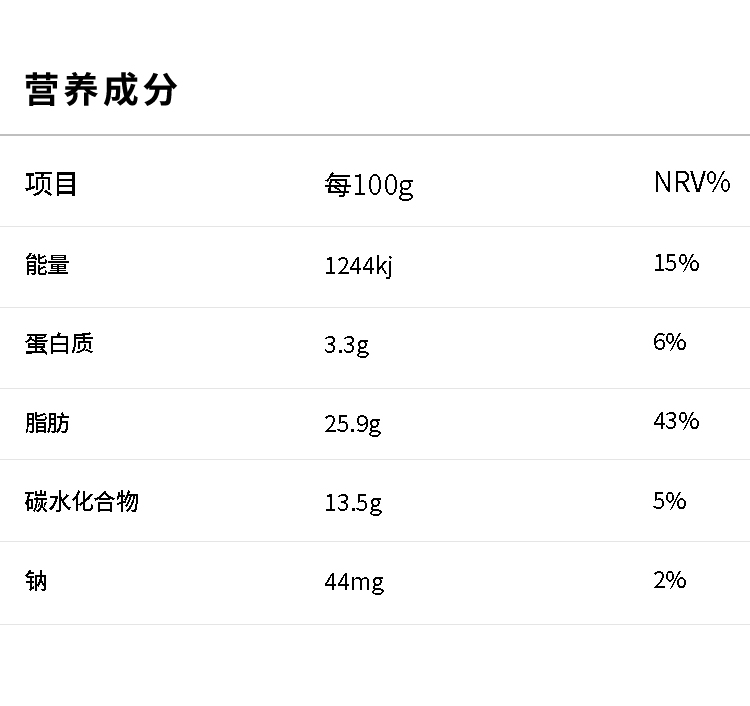 营养成分
项目 每100g NRV%
能量 1244kj 15%
蛋白质 3.3g 6%
脂肪 25.9g 43%
碳水化合物 13.5g 5%
钠 44mg 2%